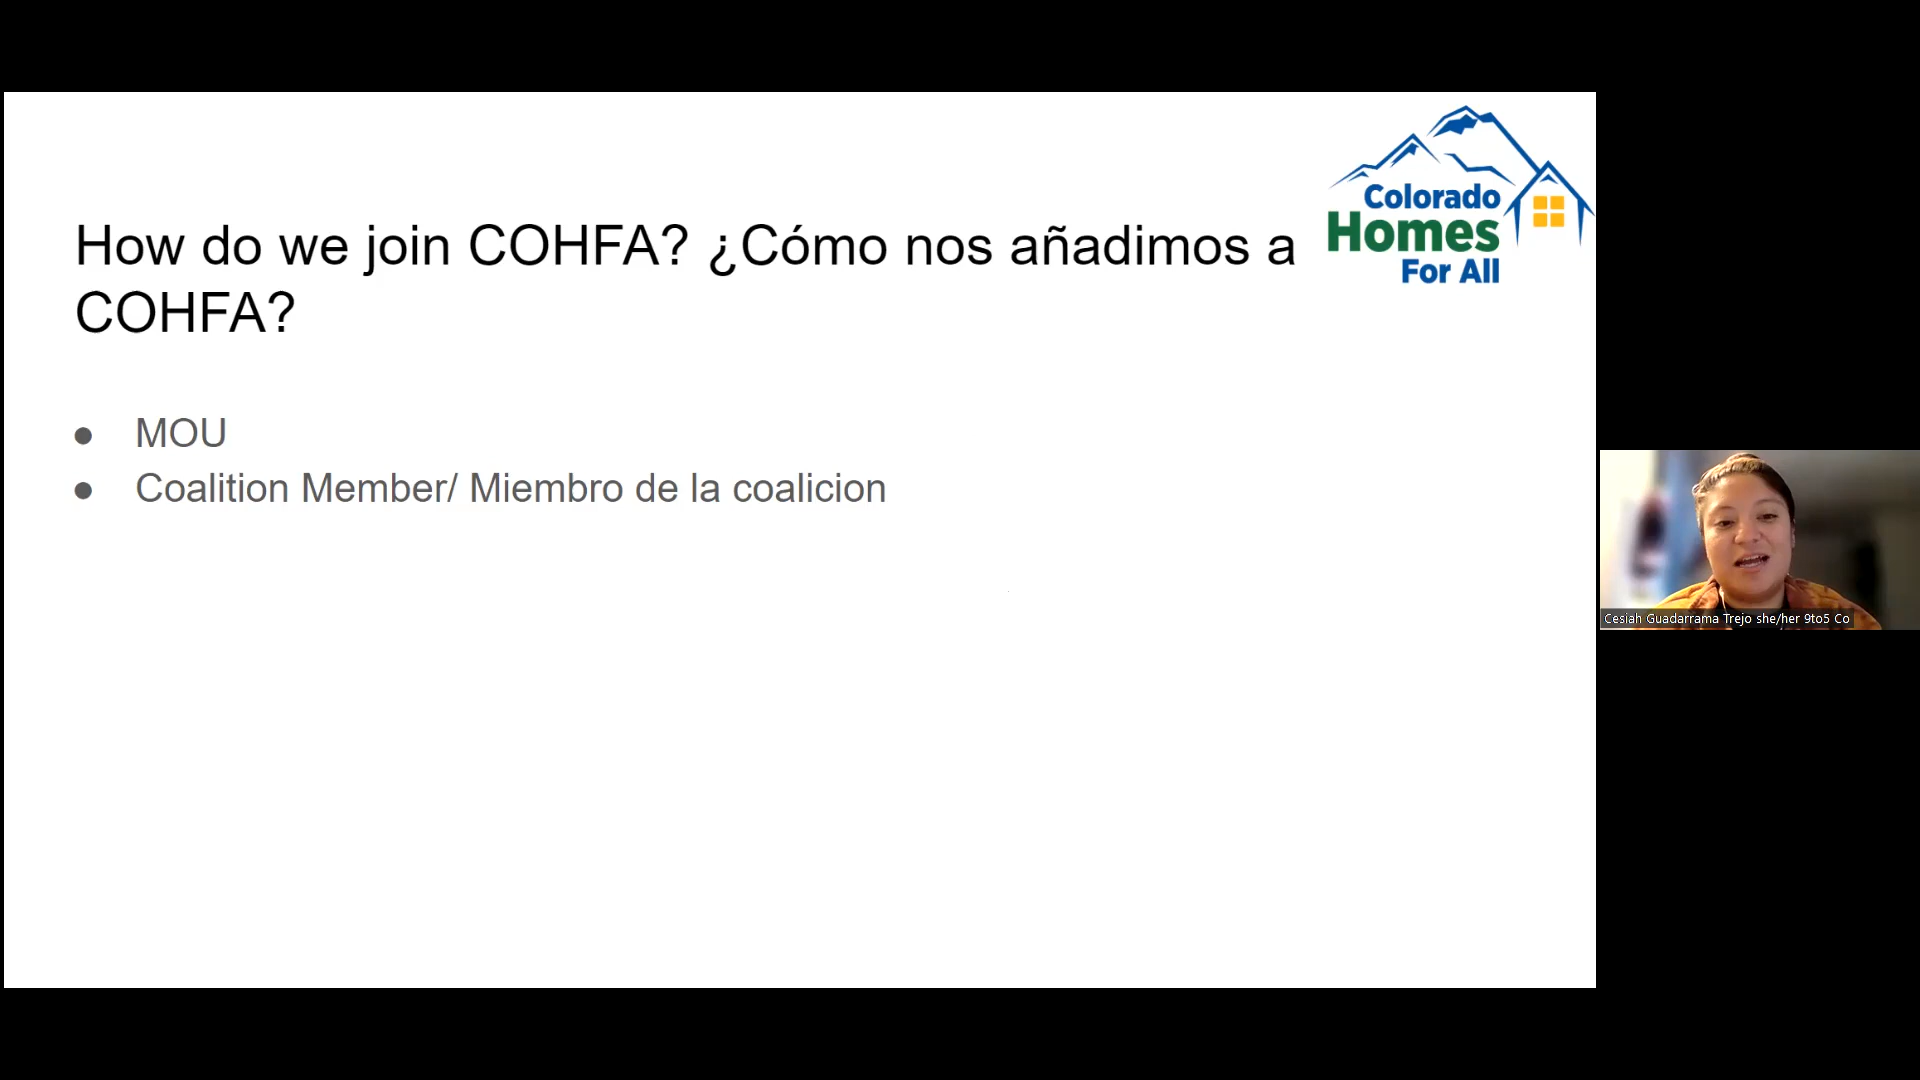 Colorado
Homes
For All
How do we join COHFA? ¿Cómo nos añadimos a
COHFA?
● MOU
● Coalition Member/ Miembro de la coalicion
Cesiah Guadarrama Trejo she/her 9to5 Co